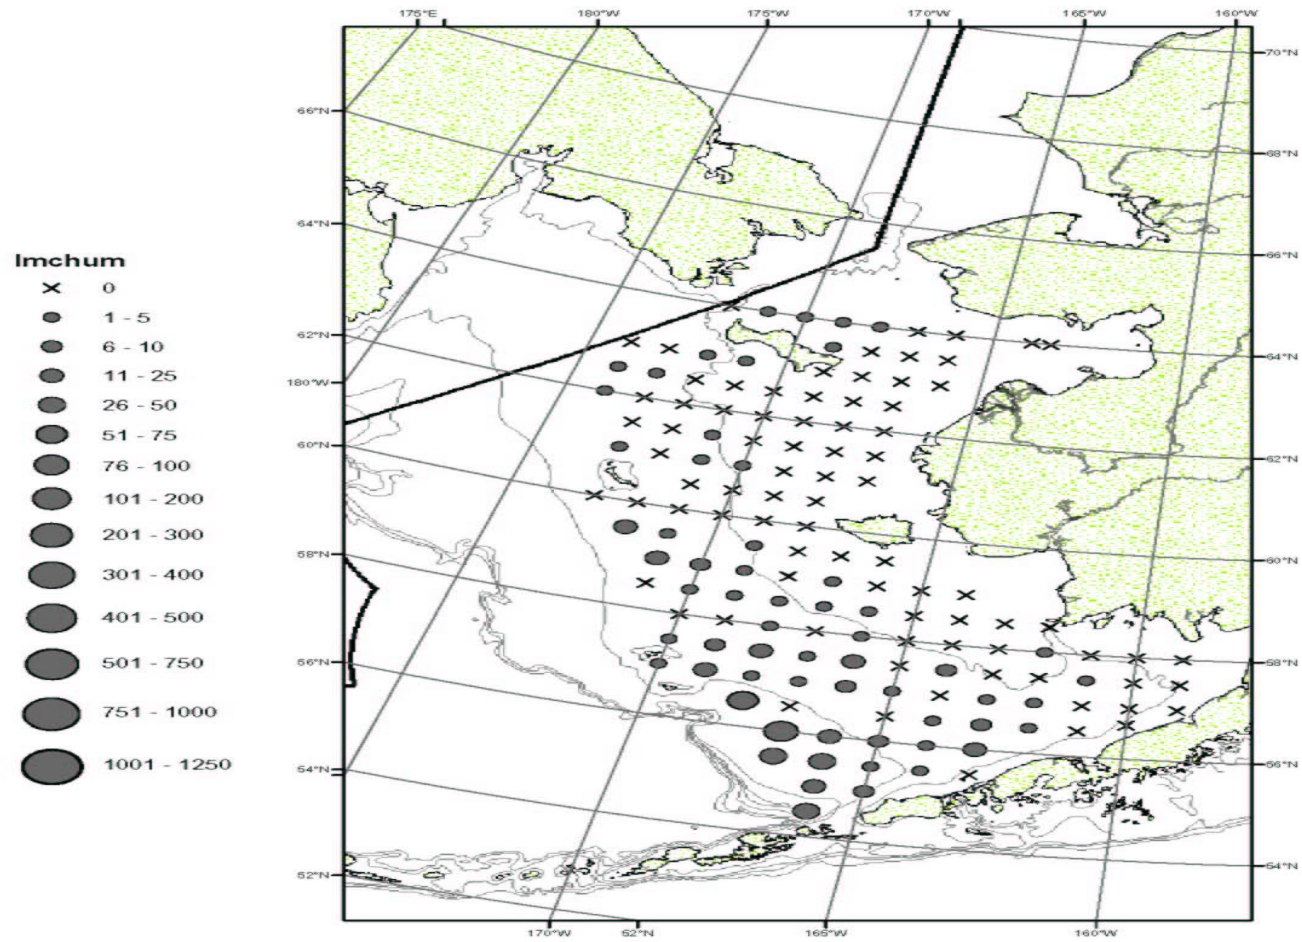 175°E 180°W 175°W 170°W 165°W 160°W
70°N
66°N
68°N
64°N
66°N
Imchum
0
1 - 5
6 - 10
11 - 25
26 - 50
51 - 75
76 - 100
101 - 200
201 - 300
301 - 400
401 - 500
501 - 750
751 - 1000
1001 - 1250
62°N
64°N
180°W
60°N
62°N
58°N
60°N
56°N
58°N
54°N
56°N
52°N
54°N
170°W 52°N 165°W 160°W